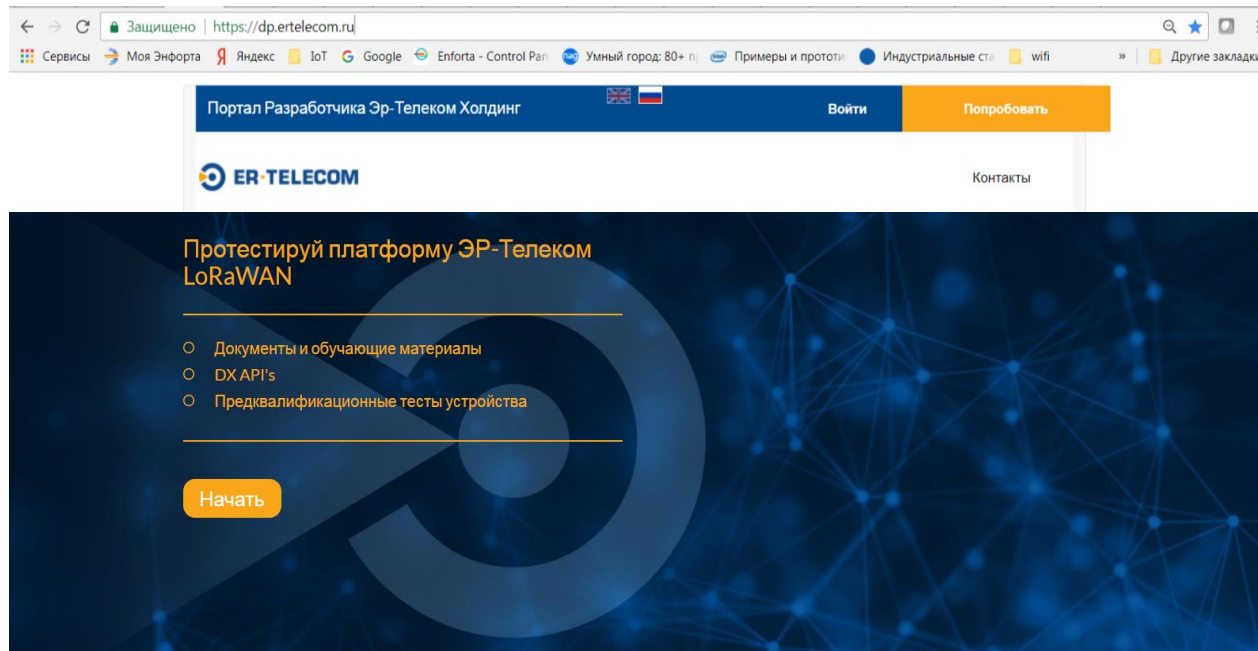 Защищено https://dp.ertelecom.ru
Сервисы Моя Энфорта Яндекс IoT Google Enforta - Control Pan Умный город: 80+ п Примеры и прототи Индустриальные ста wifi » Другие закладки
Портал Разработчика Эр-Телеком Холдинг Войти Попробовать
ER·TELECOM Контакты
Протестируй платформу ЭР-Телеком
LoRaWAN
Документы и обучающие материалы
DX API's
Предквалификационные тесты устройства
Начать